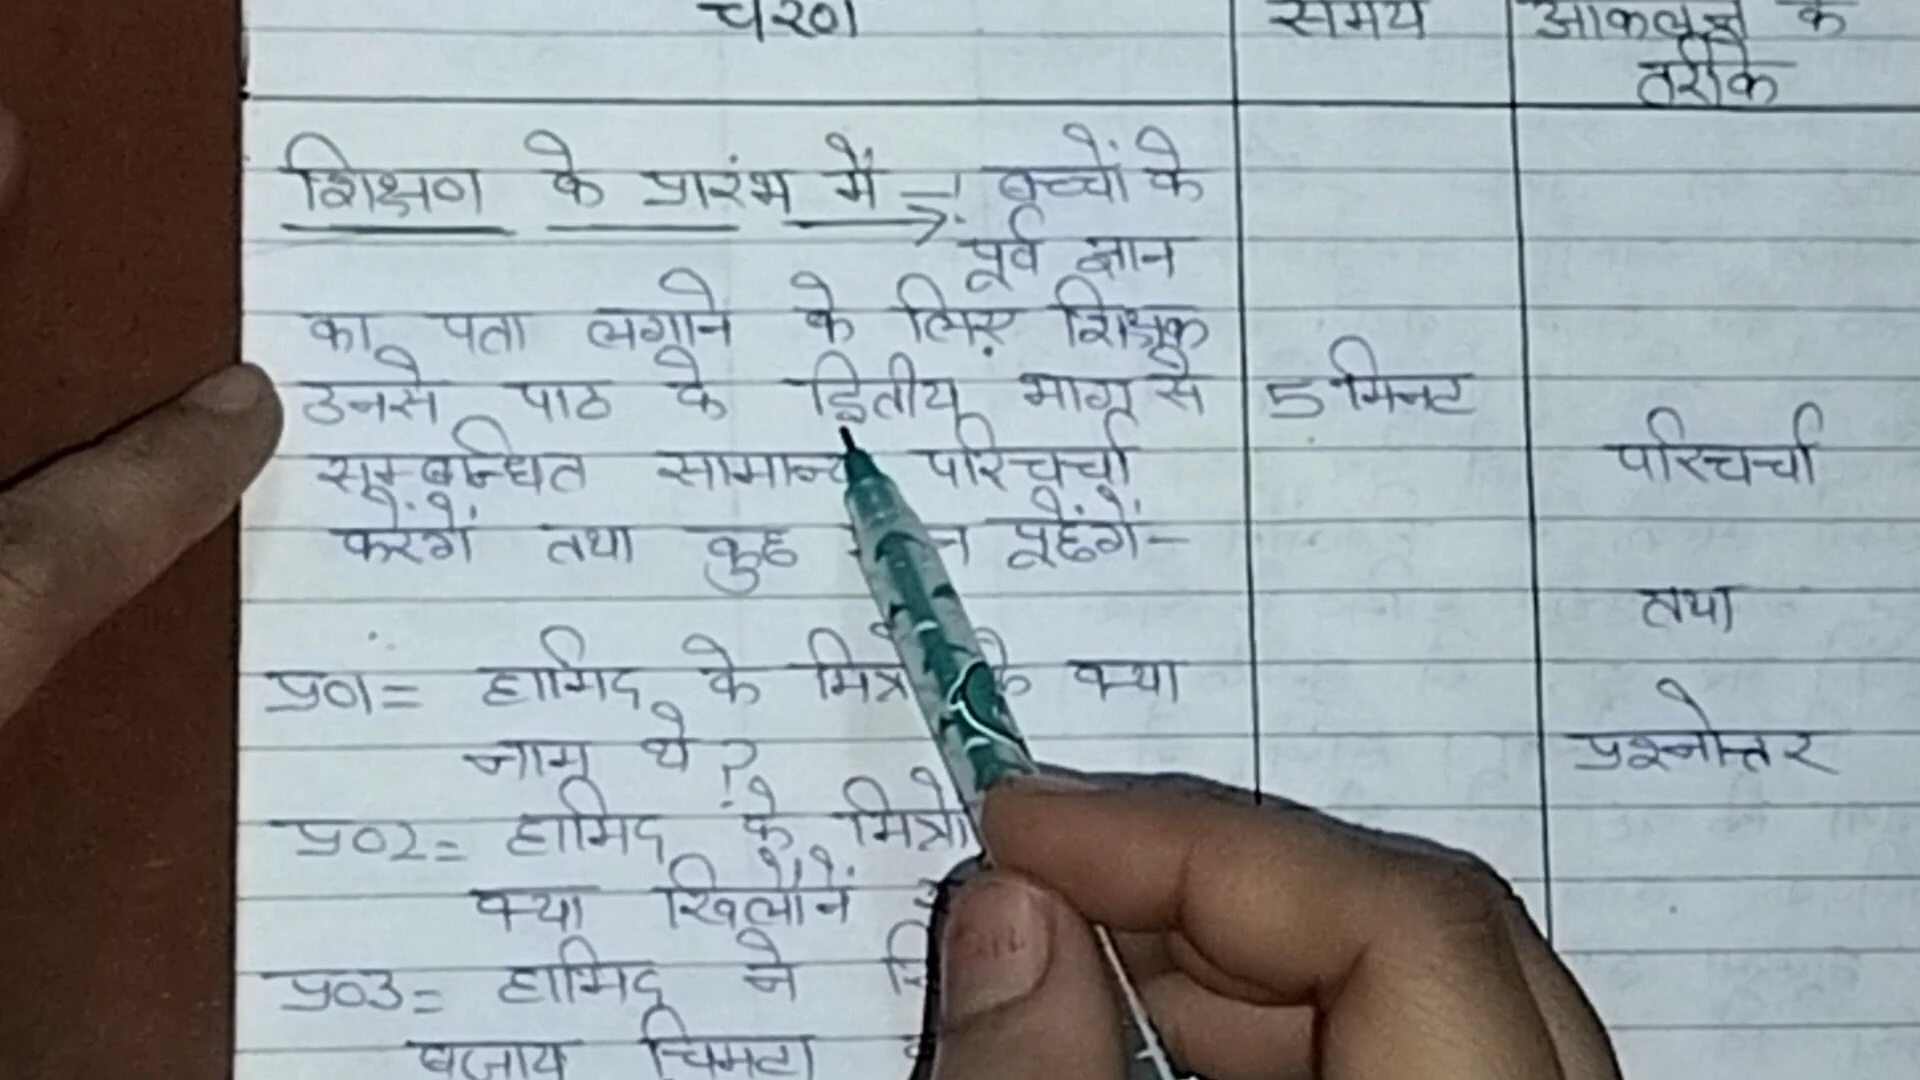 चरण समय आकलन के
तरीके
शिक्षण के प्रारंभ में → बच्चों के
पूर्व ज्ञान
का पता लगाने के लिए शिक्षक
उनसे पाठ के द्वितीय भाग से 5 मिनट
सम्बन्धित सामान्य परिचर्चा परिचर्चा
करेंगें तथा कुछ पूछेंगें-
तथा
प्र01= हामिद के मित्रों के क्या
नाम थे? प्रश्नोत्तर
प्र02= हामिद के मित्रों
क्या खिलौनें
प्र03= हामिद ने
बजाय चिमटा